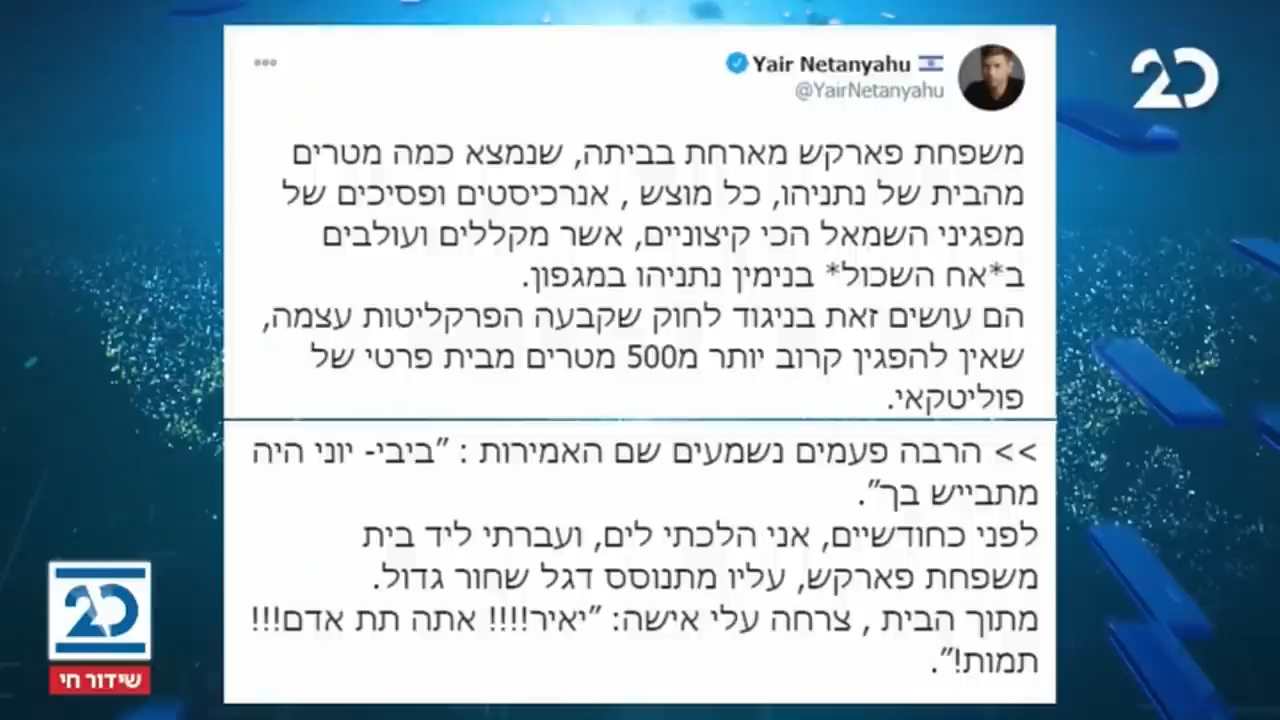 Yair Netanyahu
@YairNetanyahu
20
משפחת פארקש מארחת בביתה, שנמצא כמה מטרים
מהבית של נתניהו, כל מוצש , אנרכיסטים ופסיכים של
מפגיני השמאל הכי קיצוניים, אשר מקללים ועולבים
ב*אח השכול* בנימין נתניהו במגפון.
הם עושים זאת בניגוד לחוק שקבעה הפרקליטות עצמה,
שאין להפגין קרוב יותר מ500 מטרים מבית פרטי של
פוליטקאי.
>> הרבה פעמים נשמעים שם האמירות : "ביבי- יוני היה
מתבייש בך".
לפני כחודשיים, אני הלכתי לים, ועברתי ליד בית
משפחת פארקש, עליו מתנוסס דגל שחור גדול.
מתוך הבית , צרחה עלי אישה: "יאיר!!!! אתה תת אדם!!!
תמות!".
20
שידור חי